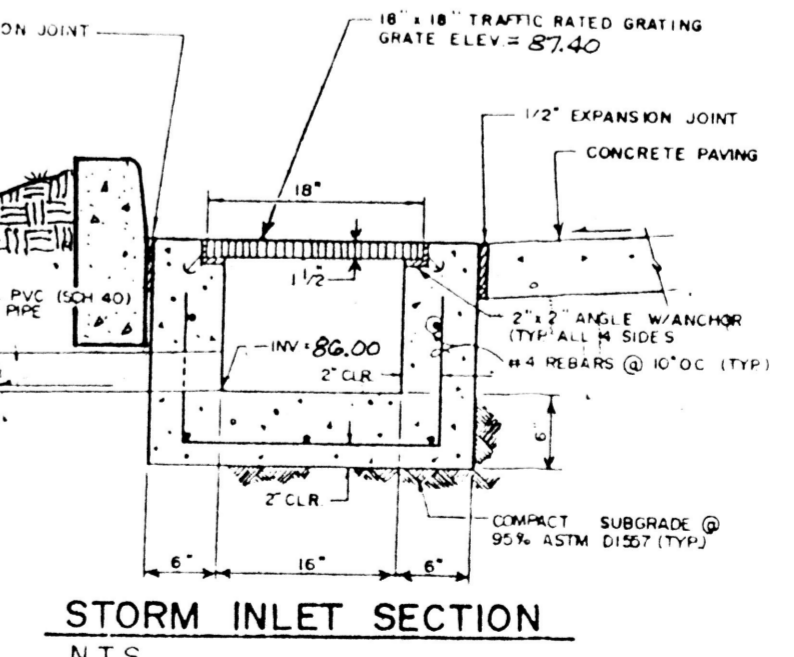 ON JOINT
18" x 18" TRAFFIC RATED GRATING
GRATE ELEV. = 87.40
1/2" EXPANSION JOINT
CONCRETE PAVING
18"
1 1/2"
PVC (SCH 40)
PIPE
2" x 2" ANGLE W/ANCHOR
(TYP ALL 4 SIDES
INV = 86.00
#4 REBARS @ 10" OC (TYP)
2" CLR.
6"
2" CLR.
COMPACT SUBGRADE @
95% ASTM D1557 (TYP.)
6"
16"
6"
STORM INLET SECTION
N.T.S.